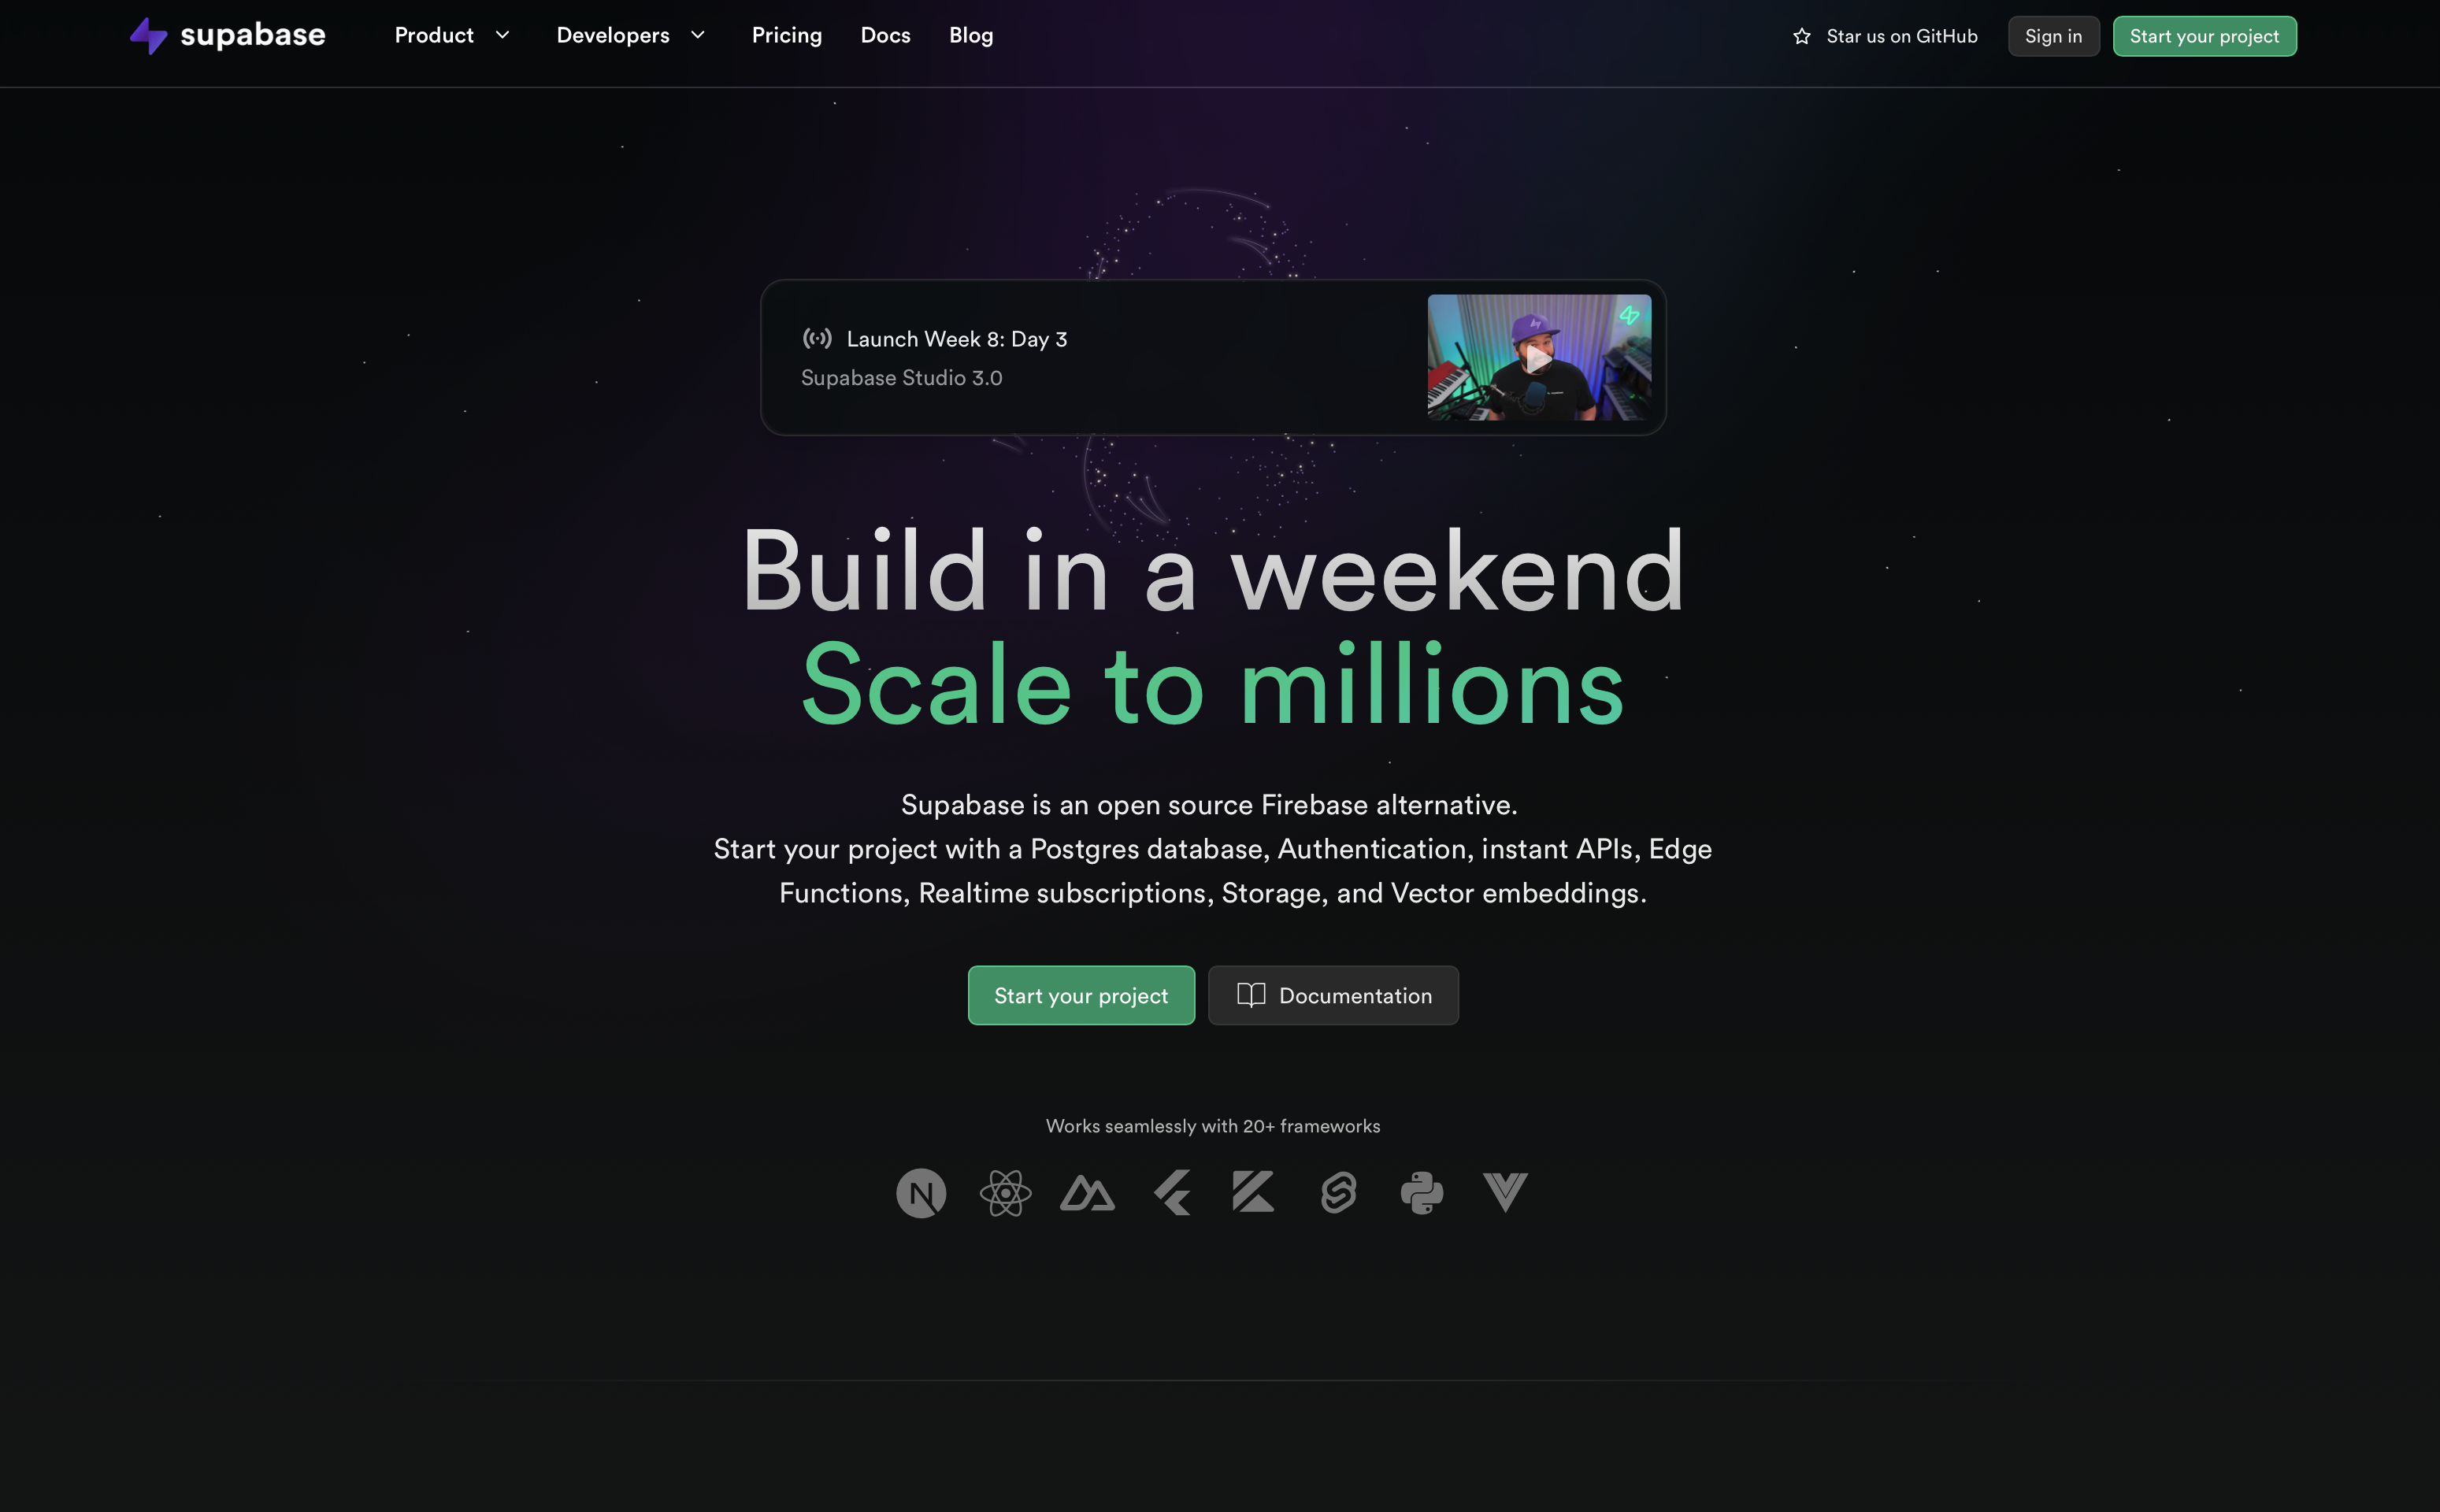 supabase
Product
Developers
Pricing
Docs
Blog
Star us on GitHub
Sign in
Start your project
Launch Week 8: Day 3
Supabase Studio 3.0
Build in a weekend
Scale to millions
Supabase is an open source Firebase alternative.
Start your project with a Postgres database, Authentication, instant APIs, Edge
Functions, Realtime subscriptions, Storage, and Vector embeddings.
Start your project
Documentation
Works seamlessly with 20+ frameworks
N